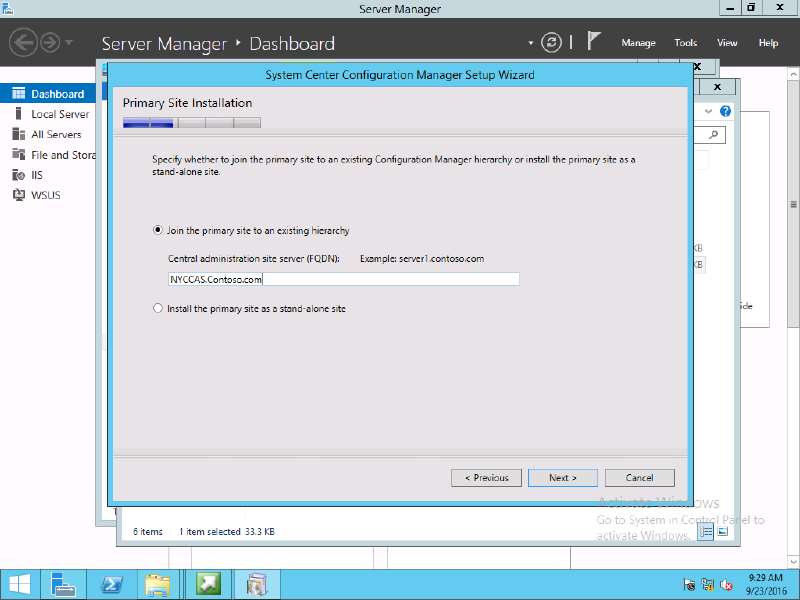 Server Manager
Server Manager
Dashboard
Manage
Tools
View
Help
Dashboard
Local Server
All Servers
File and Stora
IIS
WSUS
System Center Configuration Manager Setup Wizard
Primary Site Installation
Specify whether to join the primary site to an existing Configuration Manager hierarchy or install the primary site as a
stand-alone site.
Join the primary site to an existing hierarchy
Central administration site server (FQDN):
Example: server1.contoso.com
NYCCAS.Contoso.com
Install the primary site as a stand-alone site
< Previous
Next >
Cancel
KB
KB
ide
Activate Windows
Go to System in Control Panel to
activate Windows.
6 items
1 item selected 33.3 KB
9:29 AM
9/23/2016